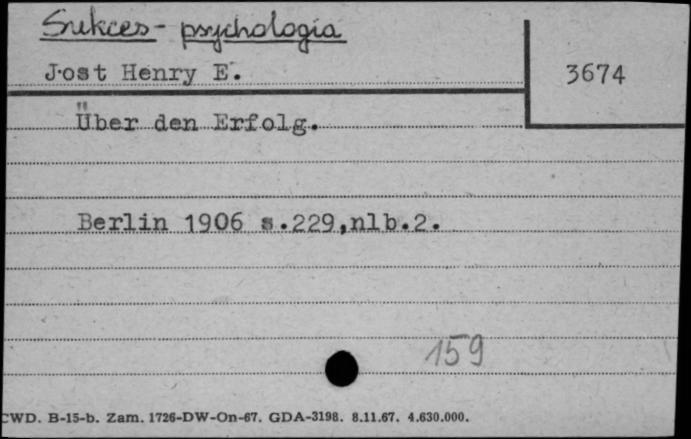 Sukces - psychologia
Jost Henry E.
3674
Über den Erfolg.
Berlin 1906 s.229,nlb.2.
159
CWD. B-15-b. Zam. 1726-DW-On-67. GDA-3198. 8.11.67. 4.630.000.